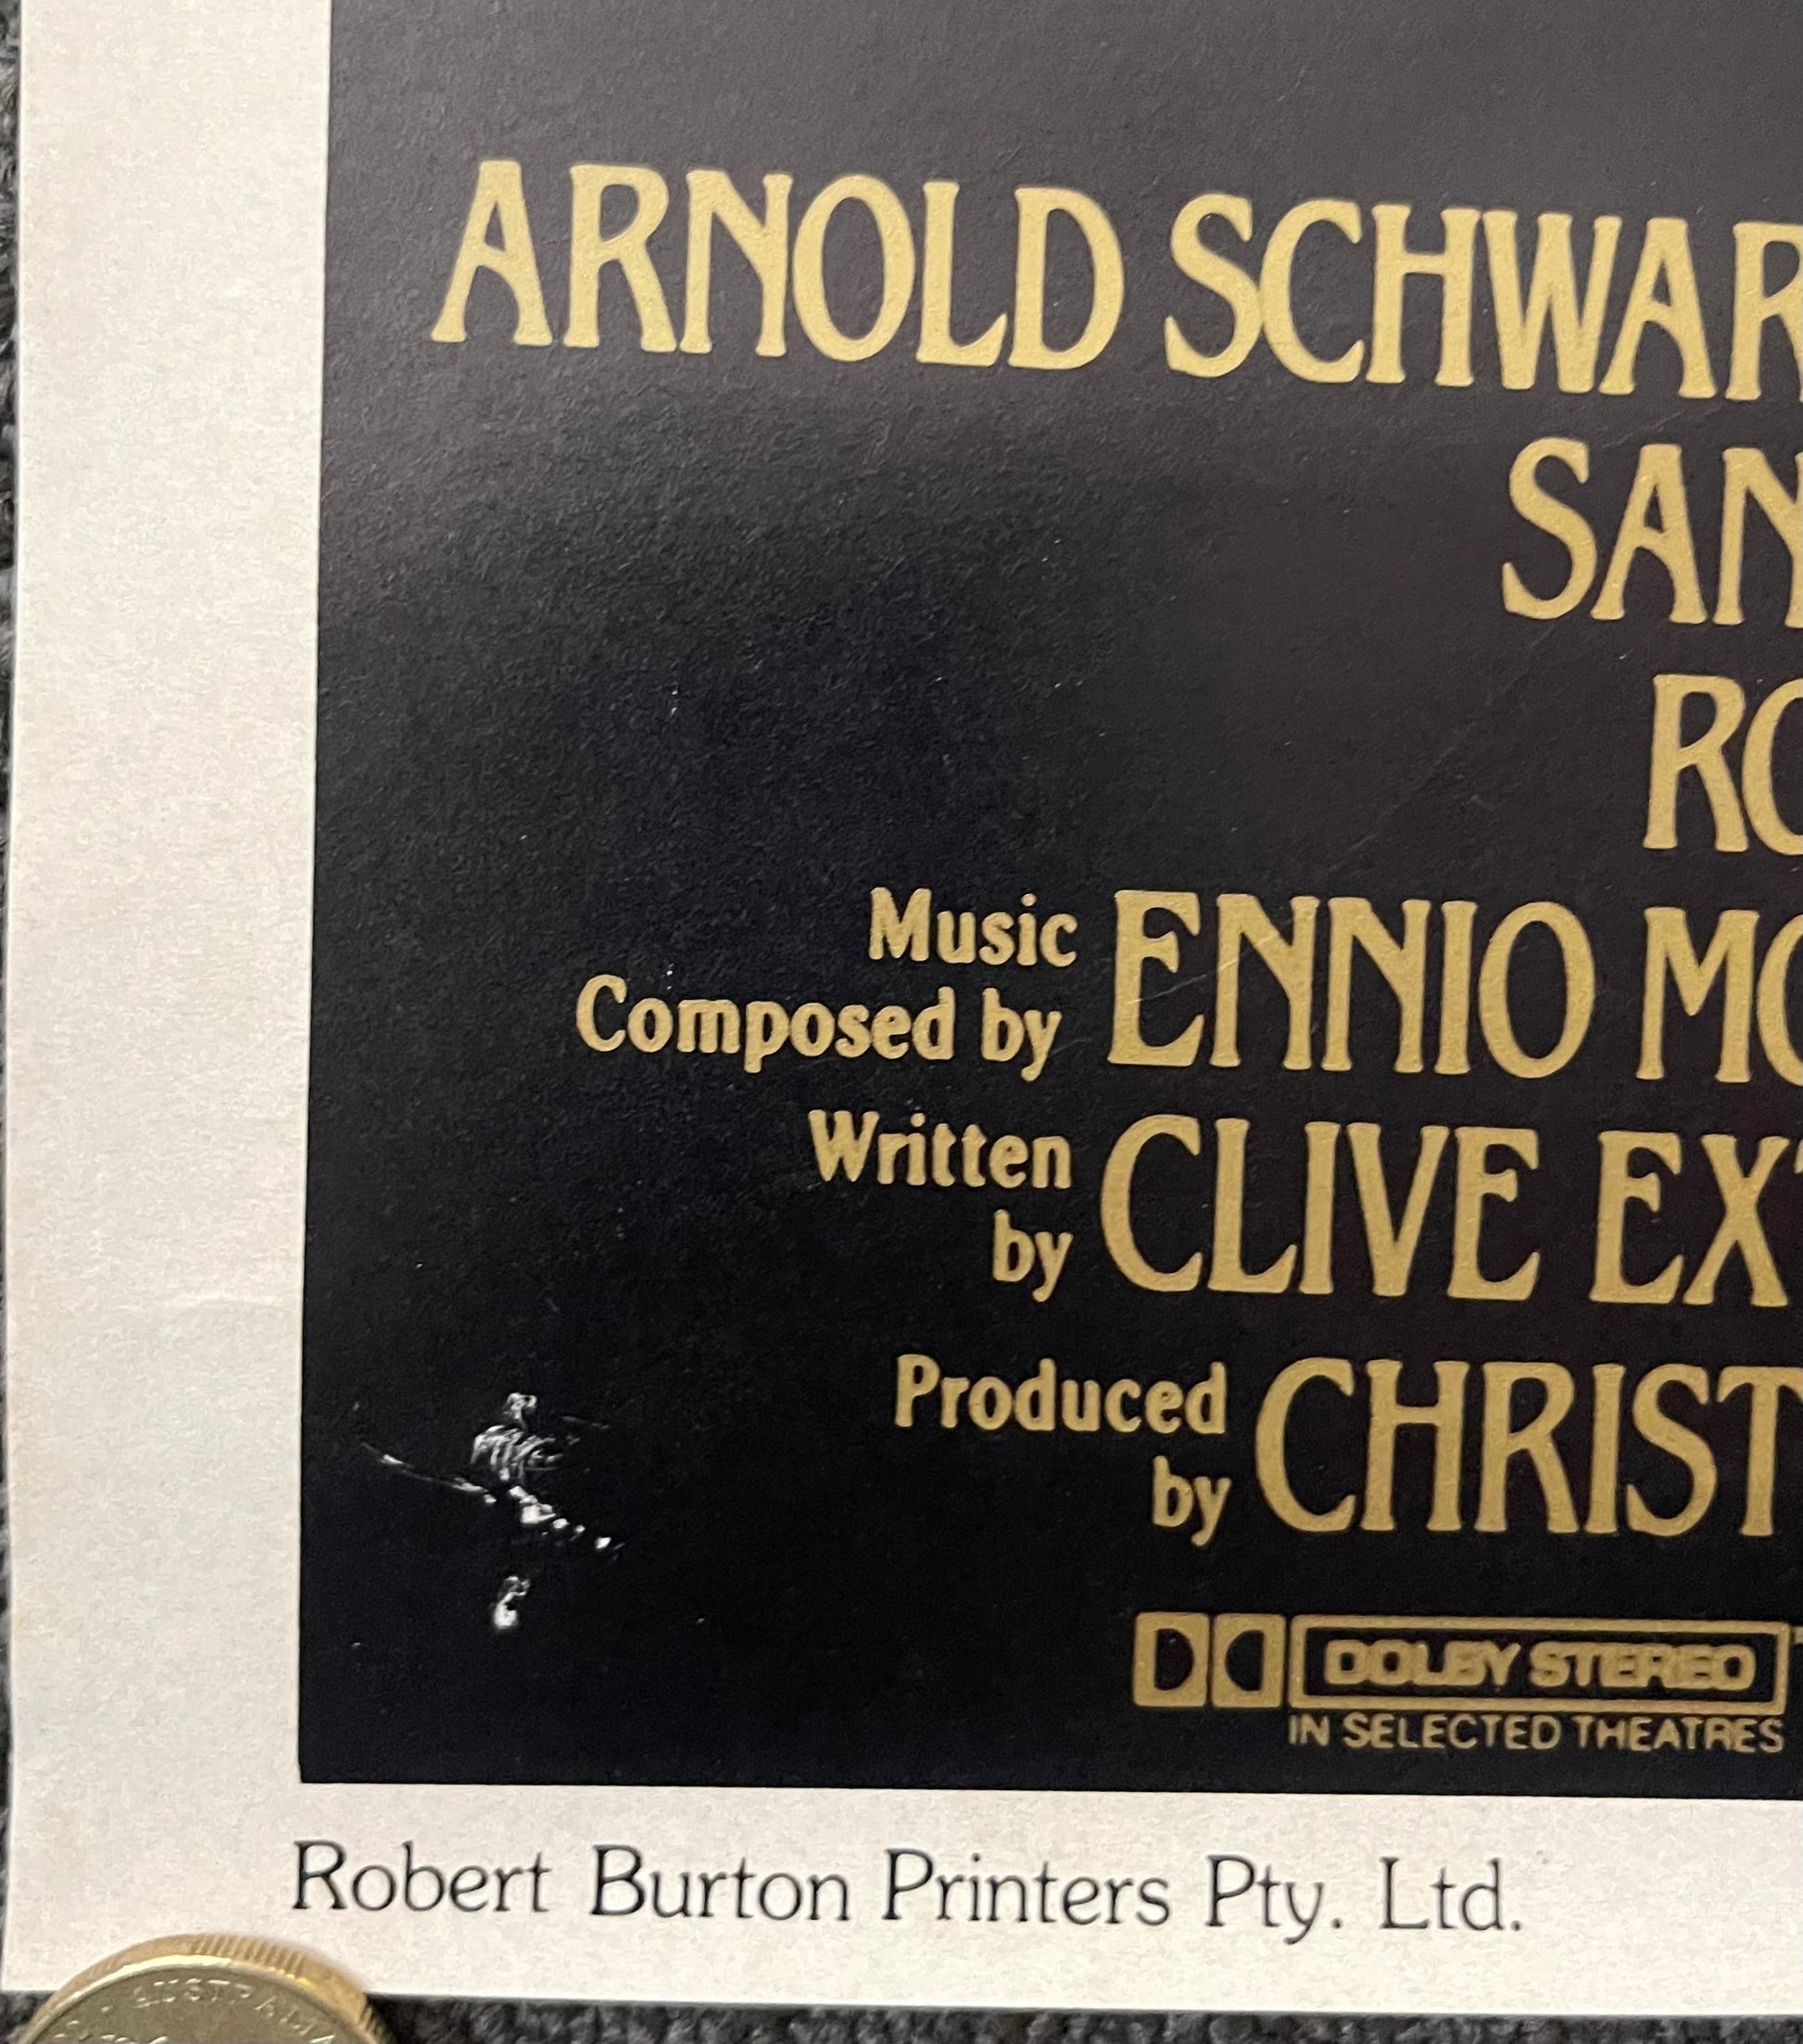 ARNOLD SCHWAR
SAN
RO
Music
Composed by ENNIO MO
Written
by CLIVE EXT
Produced
by CHRIST
DOLBY STEREO
IN SELECTED THEATRES
Robert Burton Printers Pty. Ltd.
AUSTRALIA